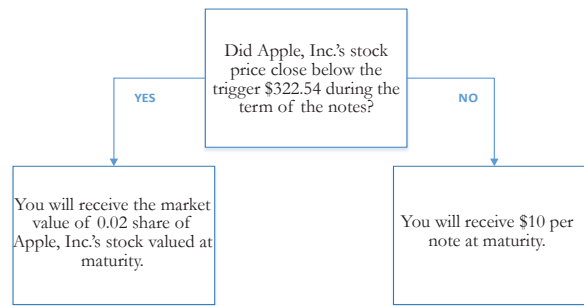 Did Apple, Inc.'s stock
price close below the
trigger $322.54 during the
term of the notes?
YES
NO
You will receive the market
value of 0.02 share of
Apple, Inc.'s stock valued at
maturity.
You will receive $10 per
note at maturity.